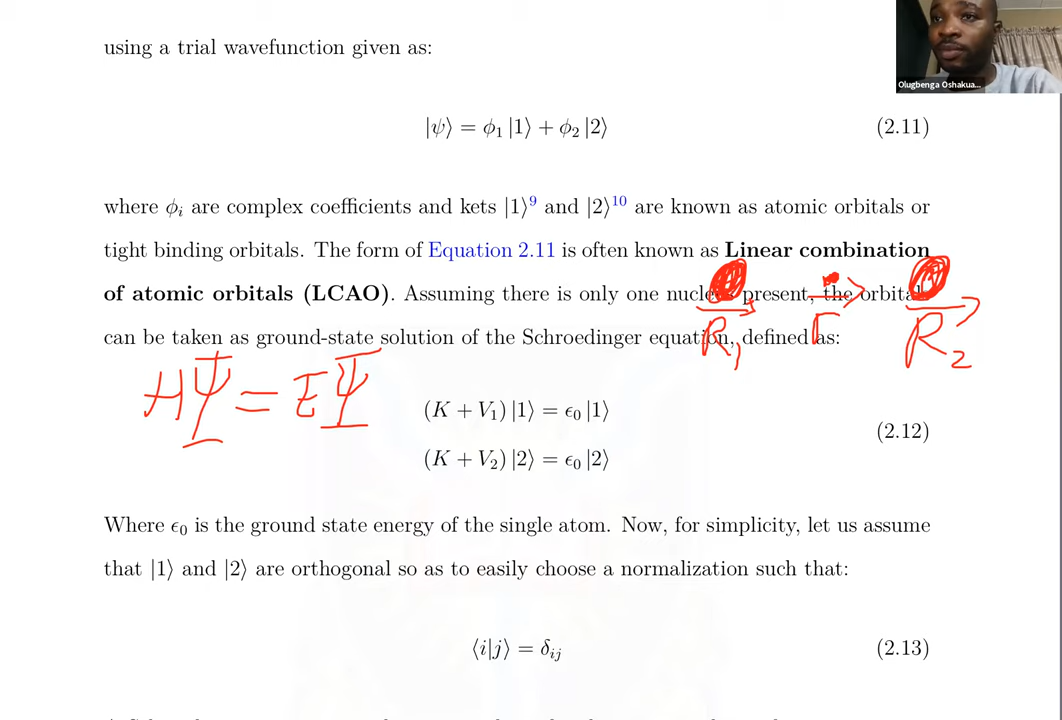 using a trial wavefunction given as:
Olugbenga Oshakua...
|ψ⟩ = ϕ₁ |1⟩ + ϕ₂ |2⟩ (2.11)
where ϕᵢ are complex coefficients and kets |1⟩⁹ and |2⟩¹⁰ are known as atomic orbitals or
tight binding orbitals. The form of Equation 2.11 is often known as Linear combination
of atomic orbitals (LCAO). Assuming there is only one present, the
can be taken as ground-state solution of the Schroedinger equation, defined as:
R₁ r R₂
HΨ = EΨ
(K + V₁) |1⟩ = ϵ₀ |1⟩
(2.12)
(K + V₂) |2⟩ = ϵ₀ |2⟩
Where ϵ₀ is the ground state energy of the single atom. Now, for simplicity, let us assume
that |1⟩ and |2⟩ are orthogonal so as to easily choose a normalization such that:
⟨i|j⟩ = δᵢⱼ (2.13)